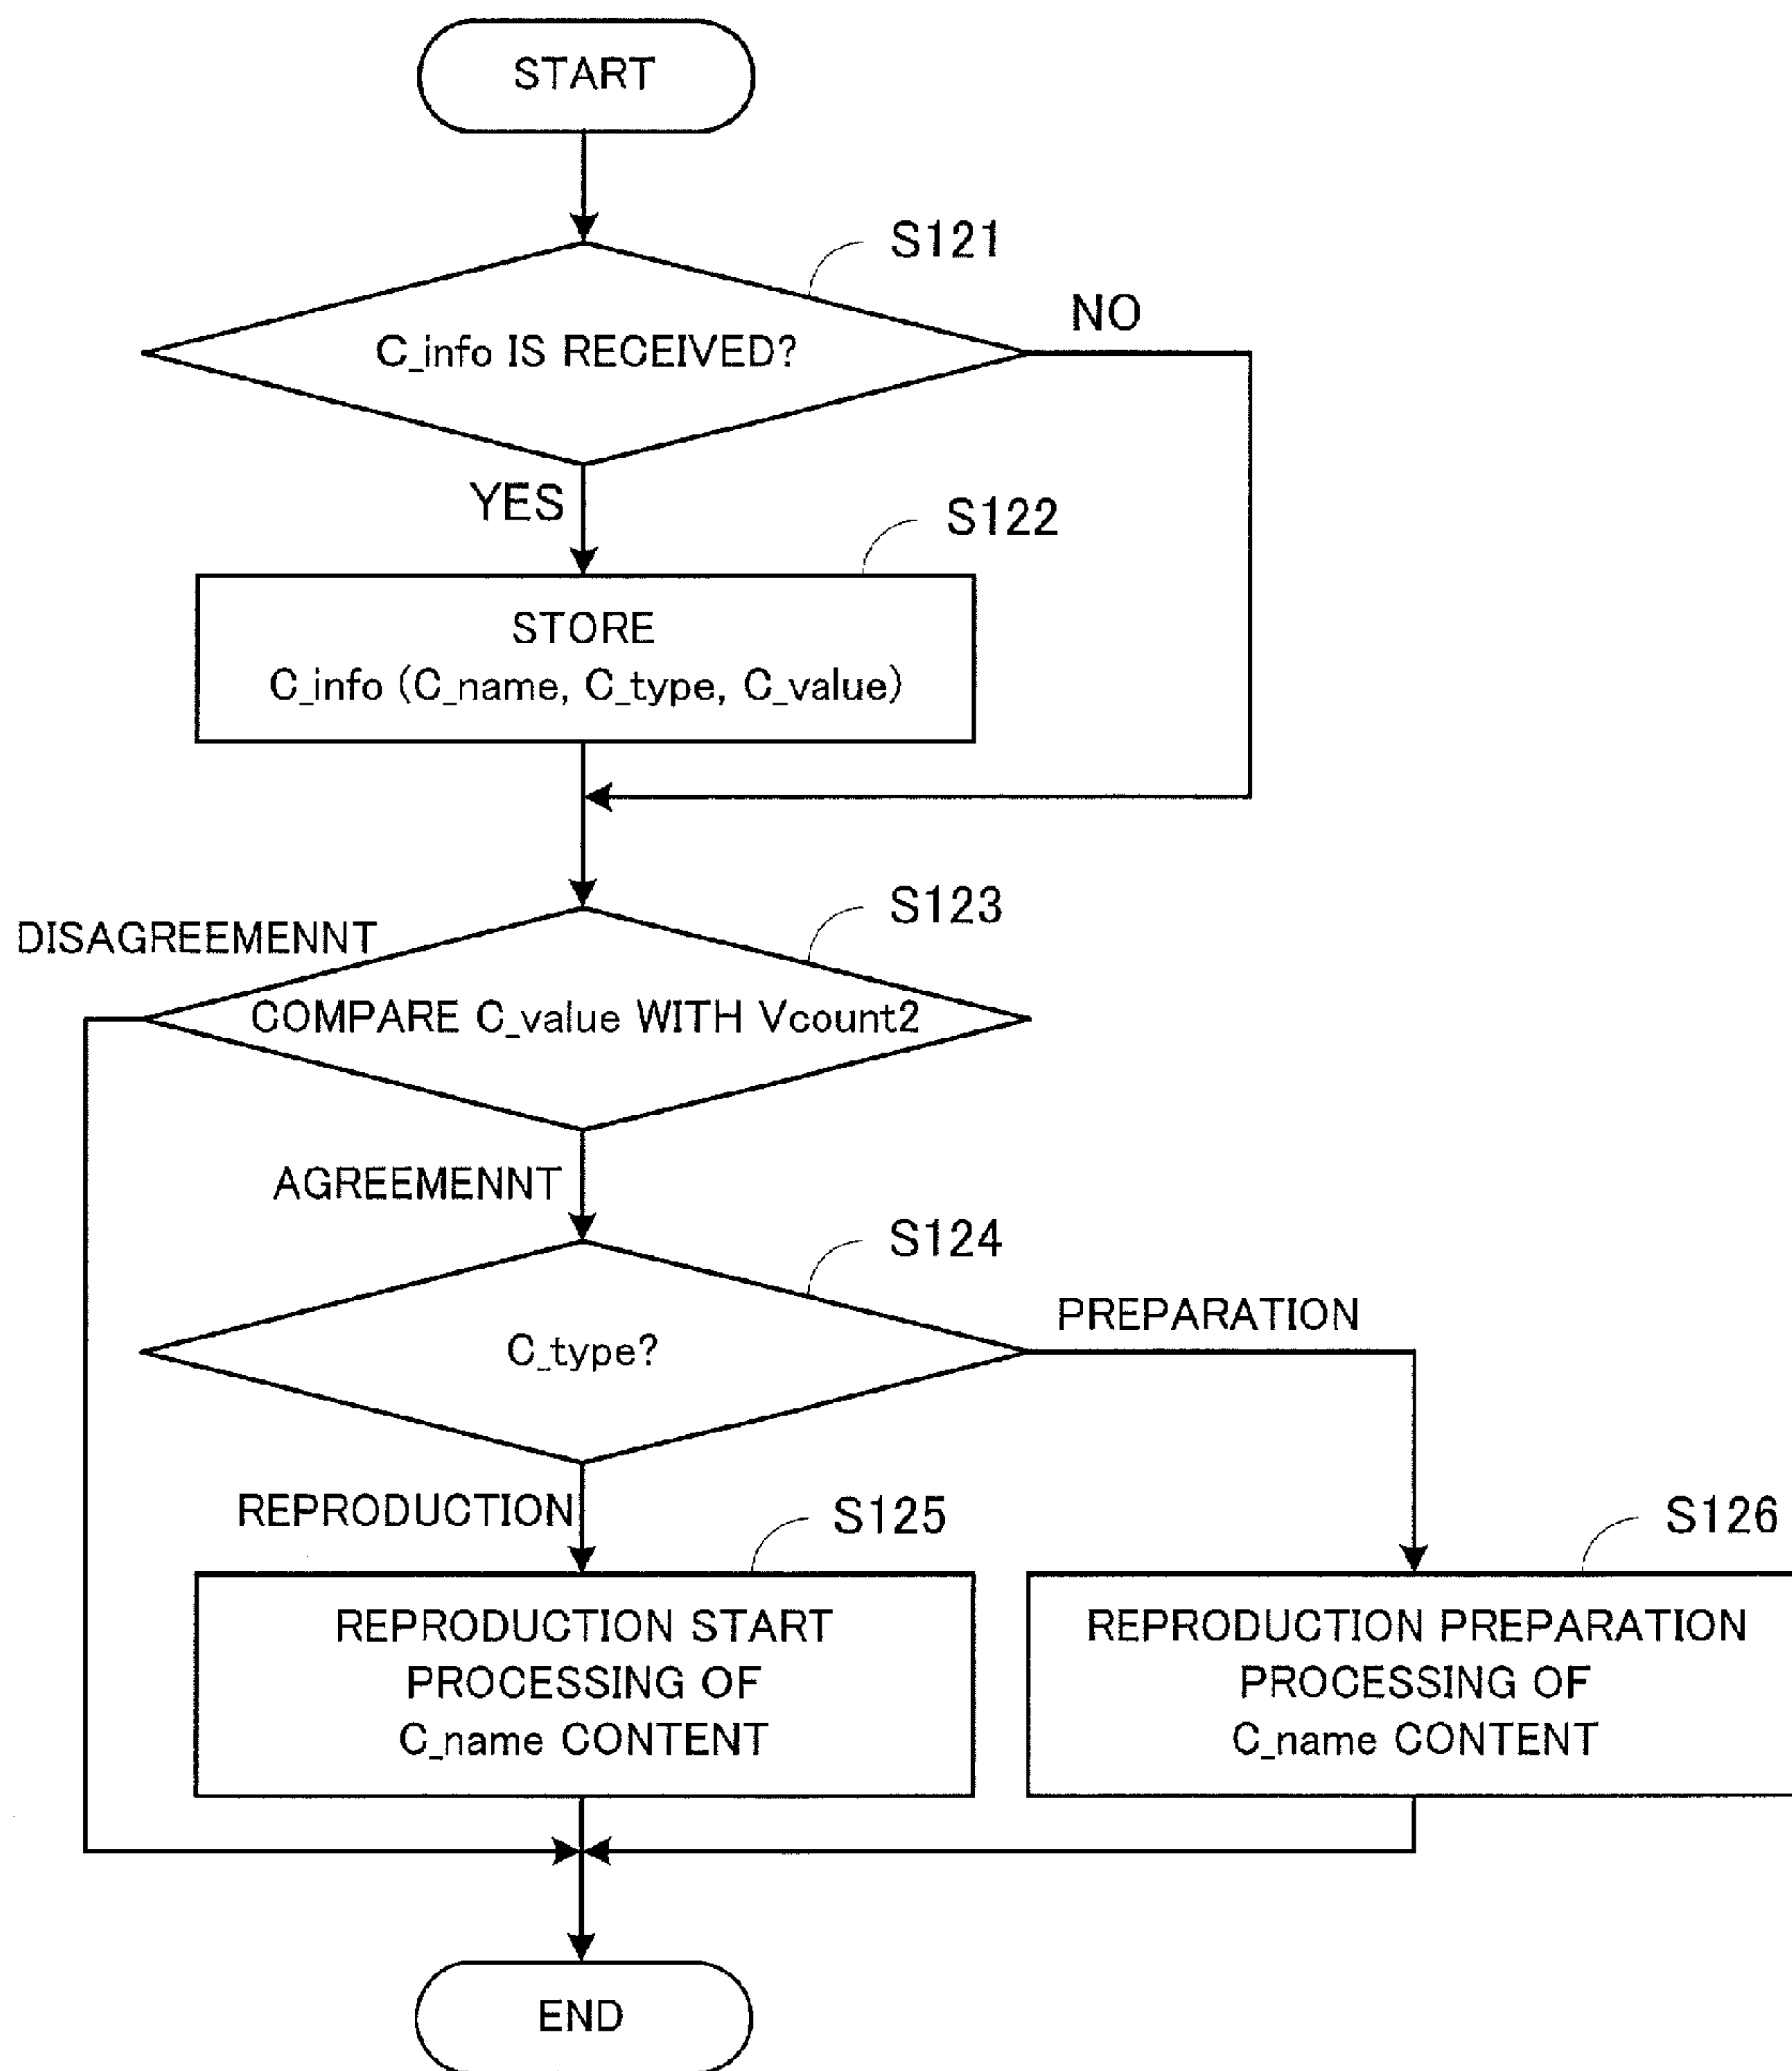 START
S121
C_info IS RECEIVED?
NO
YES
S122
STORE
C_info (C_name, C_type, C_value)
S123
DISAGREEMENNT
COMPARE C_value WITH Vcount2
AGREEMENNT
S124
PREPARATION
C_type?
REPRODUCTION
S125
S126
REPRODUCTION START
PROCESSING OF
C_name CONTENT
REPRODUCTION PREPARATION
PROCESSING OF
C_name CONTENT
END